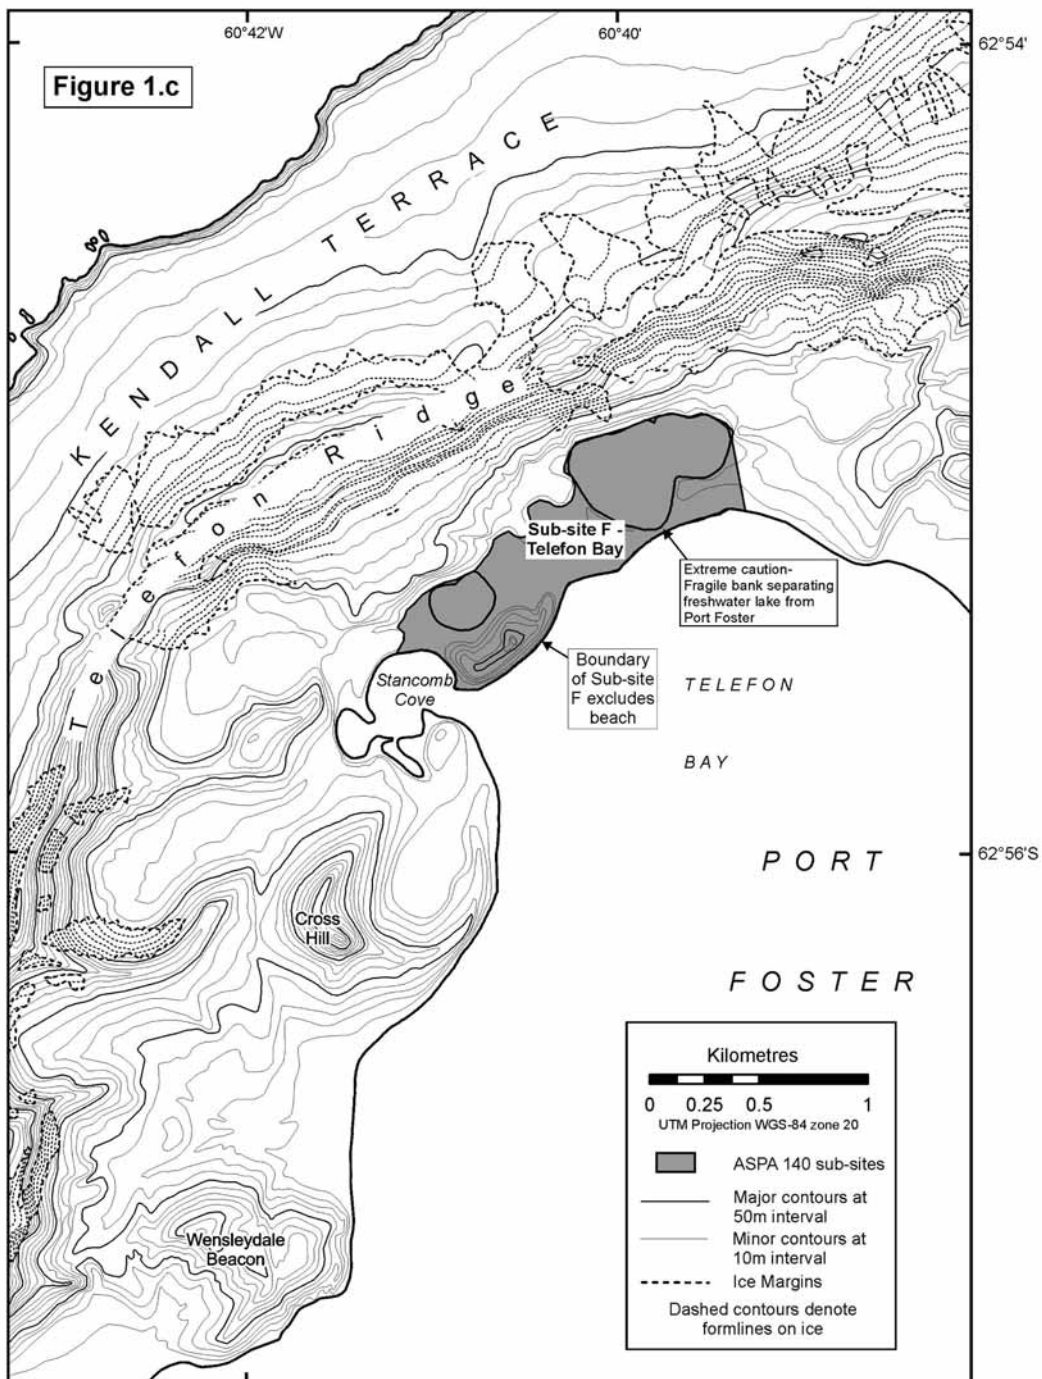 60°42'W
60°40'
62°54'
Figure 1.c
KENDALL TERRACE
Telefon Ridge
Sub-site F -
Telefon Bay
Extreme caution-
Fragile bank separating
freshwater lake from
Port Foster
Boundary
of Sub-site
F excludes
beach
Stancomb
Cove
TELEFON
BAY
PORT
62°56'S
FOSTER
Cross
Hill
Wensleydale
Beacon
Kilometres
0 0.25 0.5 1
UTM Projection WGS-84 zone 20
ASPA 140 sub-sites
Major contours at
50m interval
Minor contours at
10m interval
Ice Margins
Dashed contours denote
formlines on ice